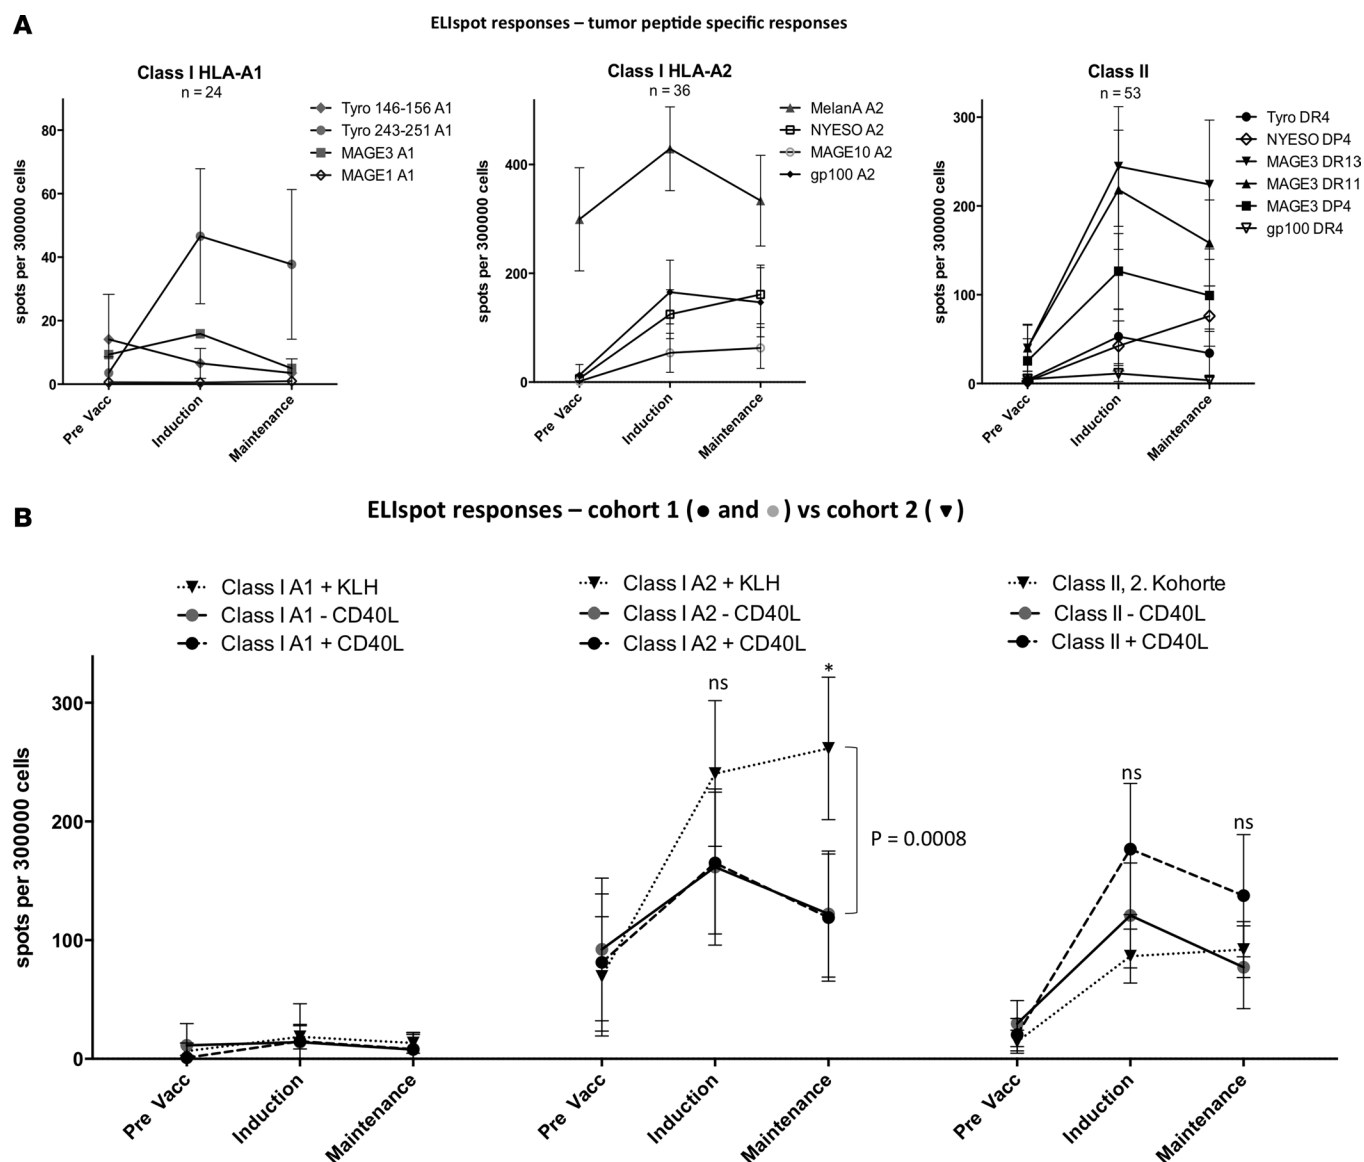 A
ELIspot responses – tumor peptide specific responses
Class I HLA-A1
n = 24
Tyro 146-156 A1
Tyro 243-251 A1
MAGE3 A1
MAGE1 A1
spots per 300000 cells
80
60
40
20
0
Pre Vacc
Induction
Maintenance
Class I HLA-A2
n = 36
MelanA A2
NYESO A2
MAGE10 A2
gp100 A2
spots per 300000 cells
400
200
0
Pre Vacc
Induction
Maintenance
Class II
n = 53
Tyro DR4
NYESO DP4
MAGE3 DR13
MAGE3 DR11
MAGE3 DP4
gp100 DR4
spots per 300000 cells
300
200
100
0
Pre Vacc
Induction
Maintenance
B
ELIspot responses – cohort 1 ( ● and ● ) vs cohort 2 ( ▼ )
Class I A1 + KLH
Class I A1 - CD40L
Class I A1 + CD40L
Class I A2 + KLH
Class I A2 - CD40L
Class I A2 + CD40L
Class II, 2. Kohorte
Class II - CD40L
Class II + CD40L
spots per 300000 cells
300
200
100
0
ns
*
P = 0.0008
ns
ns
Pre Vacc
Induction
Maintenance
Pre Vacc
Induction
Maintenance
Pre Vacc
Induction
Maintenance